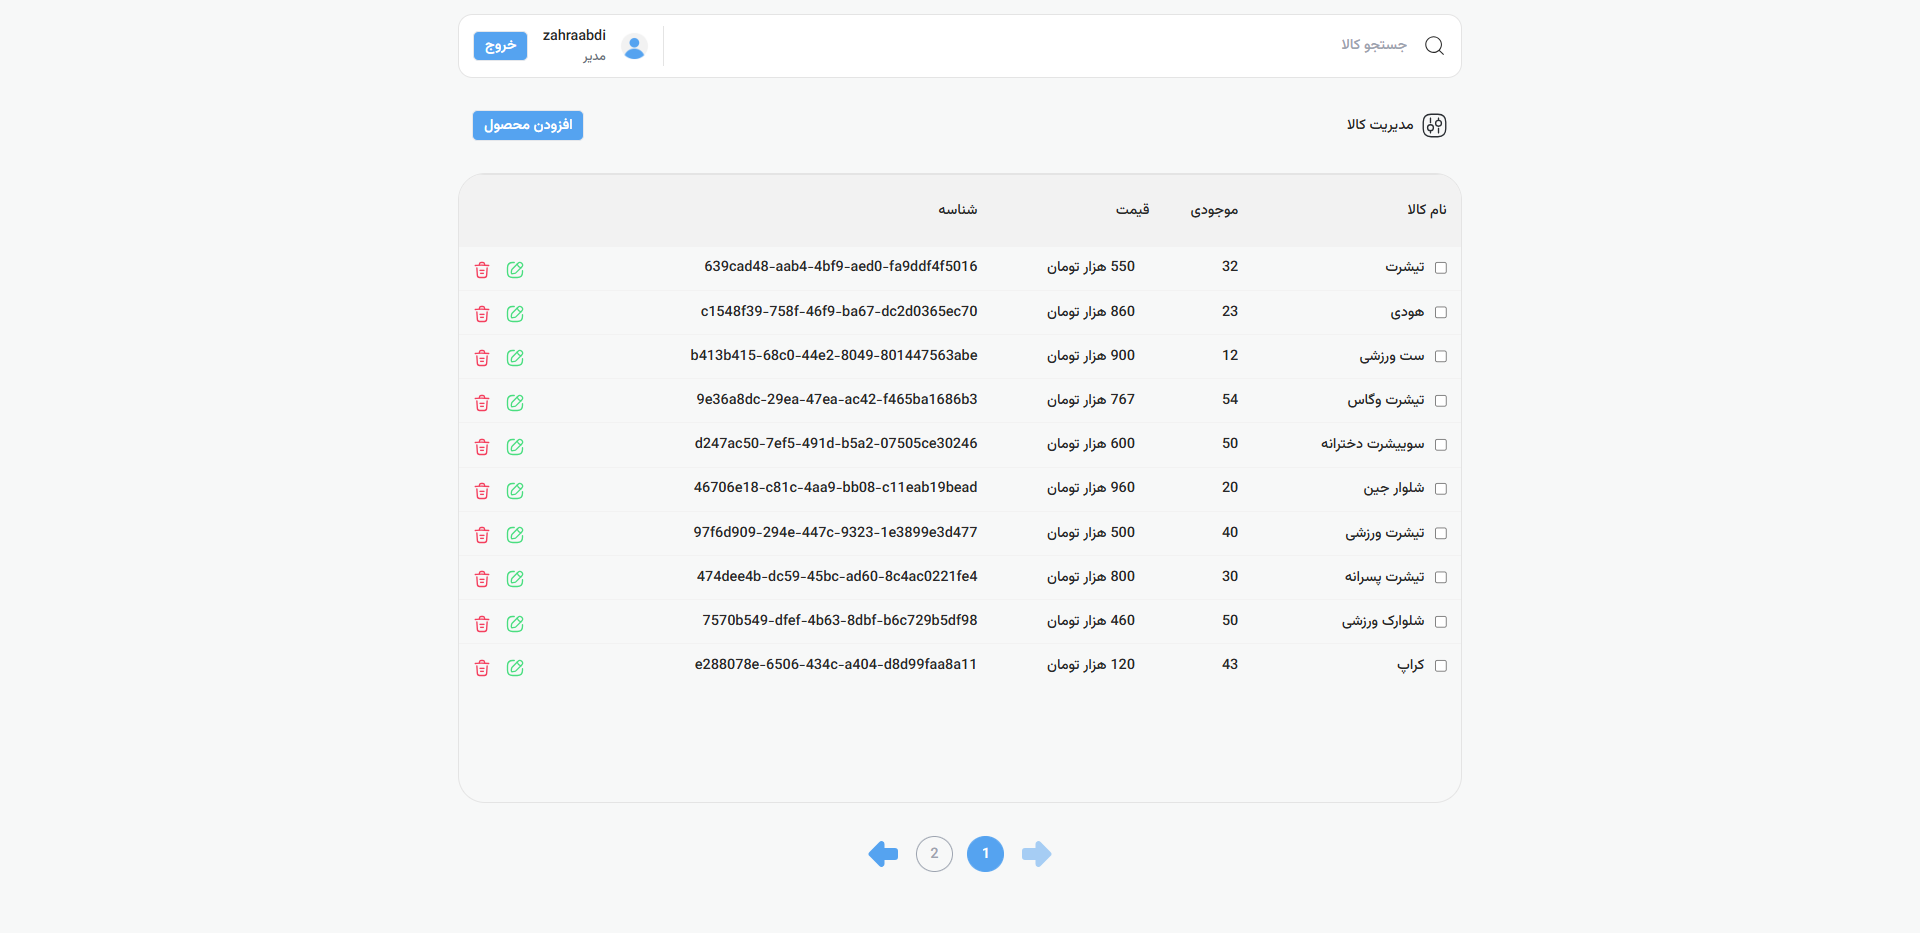 جستجو کالا
zahraabdi
مدیر
خروج
مدیریت کالا
افزودن محصول
نام کالا موجودی قیمت شناسه
تیشرت 32 550 هزار تومان 639cad48-aab4-4bf9-aed0-fa9ddf4f5016
هودی 23 860 هزار تومان c1548f39-758f-46f9-ba67-dc2d0365ec70
ست ورزشی 12 900 هزار تومان b413b415-68c0-44e2-8049-801447563abe
تیشرت وگاس 54 767 هزار تومان 9e36a8dc-29ea-47ea-ac42-f465ba1686b3
سوییشرت دخترانه 50 600 هزار تومان d247ac50-7ef5-491d-b5a2-07505ce30246
شلوار جین 20 960 هزار تومان 46706e18-c81c-4aa9-bb08-c11eab19bead
تیشرت ورزشی 40 500 هزار تومان 97f6d909-294e-447c-9323-1e3899e3d477
تیشرت پسرانه 30 800 هزار تومان 474dee4b-dc59-45bc-ad60-8c4ac0221fe4
شلوارک ورزشی 50 460 هزار تومان 7570b549-dfef-4b63-8dbf-b6c729b5df98
کراپ 43 120 هزار تومان e288078e-6506-434c-a404-d8d99faa8a11
1 2